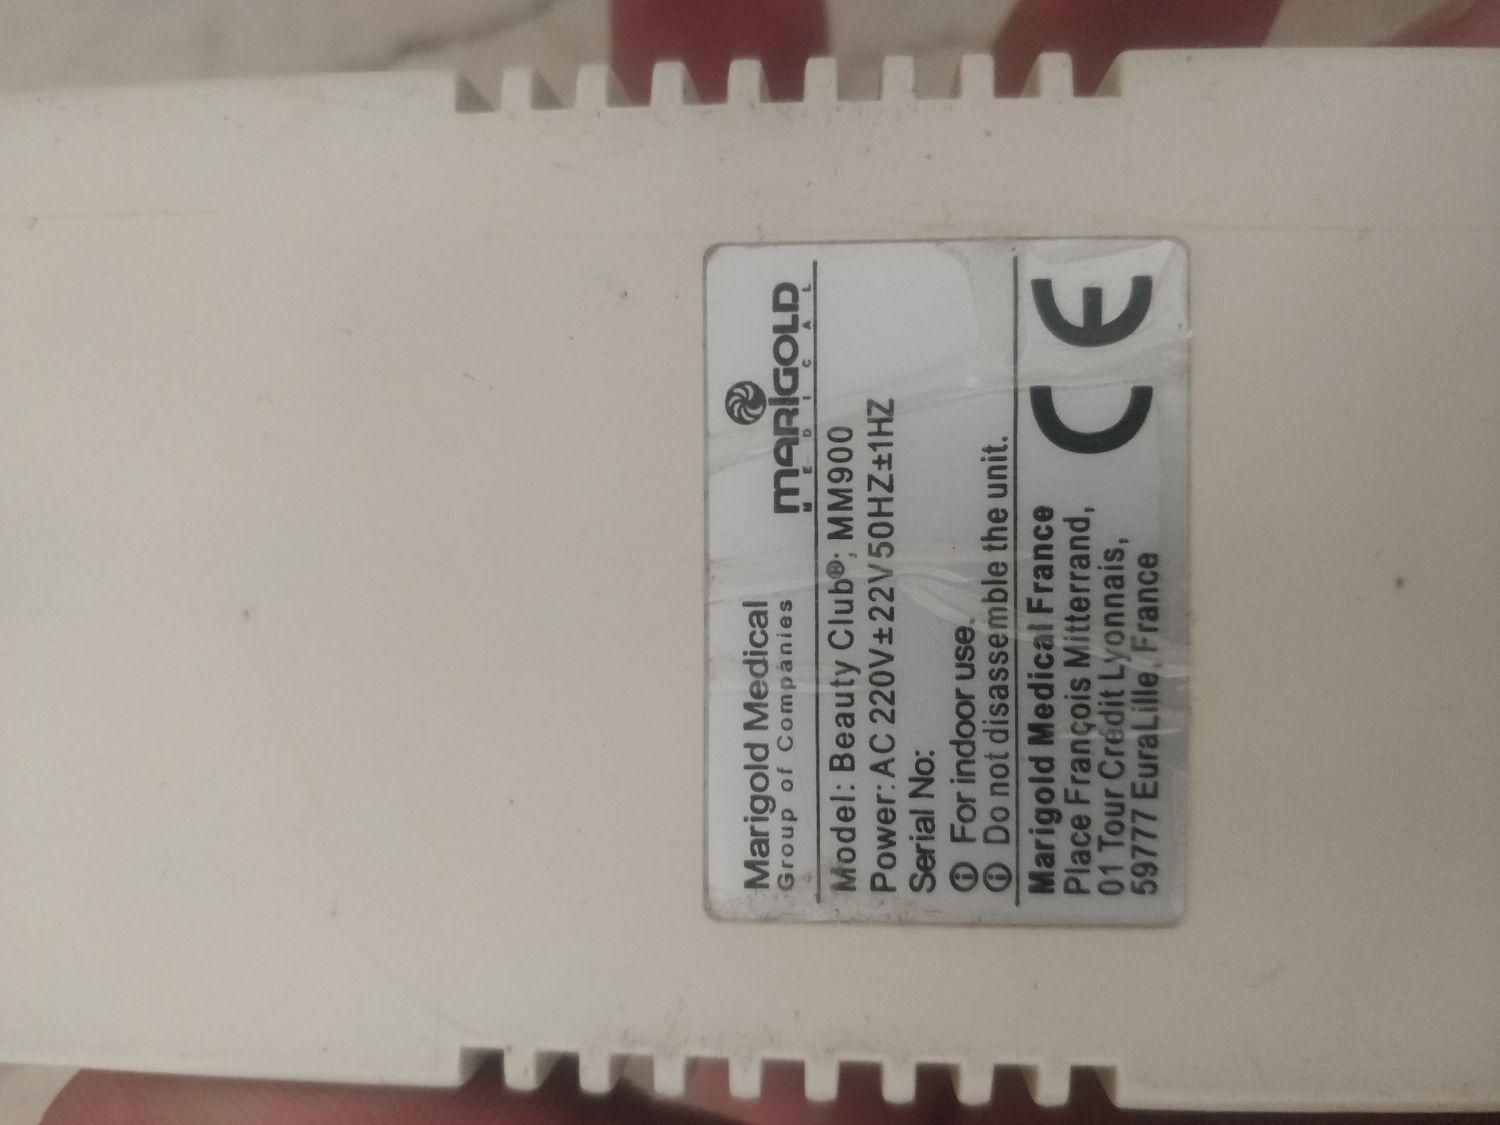 Marigold Medical
Group of Companies
MARIGOLD
MEDICAL
Model: Beauty Club®; MM900
Power: AC 220V±22V50HZ±1HZ
Serial No:
For indoor use.
Do not disassemble the unit.
Marigold Medical France
Place François Mitterrand,
01 Tour Crédit Lyonnais,
59777 EuraLille, France
CE